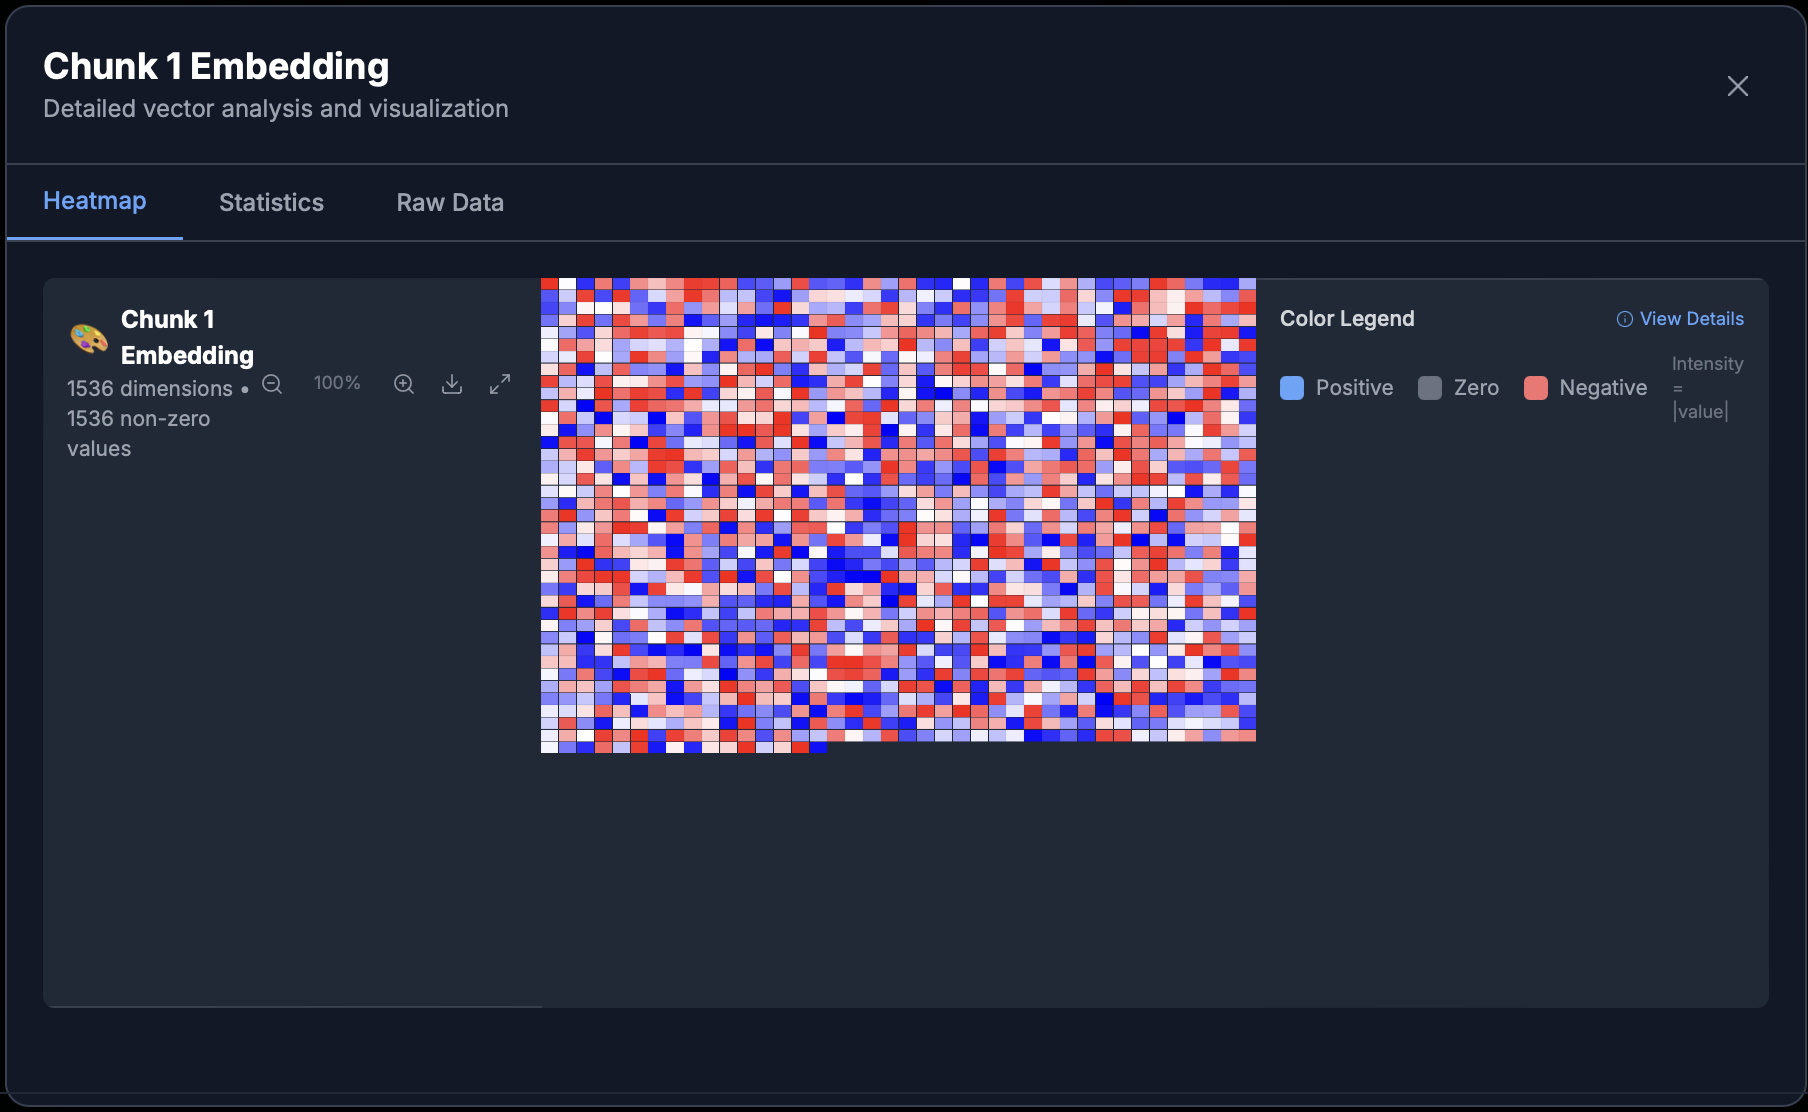 Chunk 1 Embedding
Detailed vector analysis and visualization
Heatmap
Statistics
Raw Data
Chunk 1
Embedding
1536 dimensions •
1536 non-zero
values
100%
Color Legend
View Details
Positive
Zero
Negative
Intensity
=
|value|